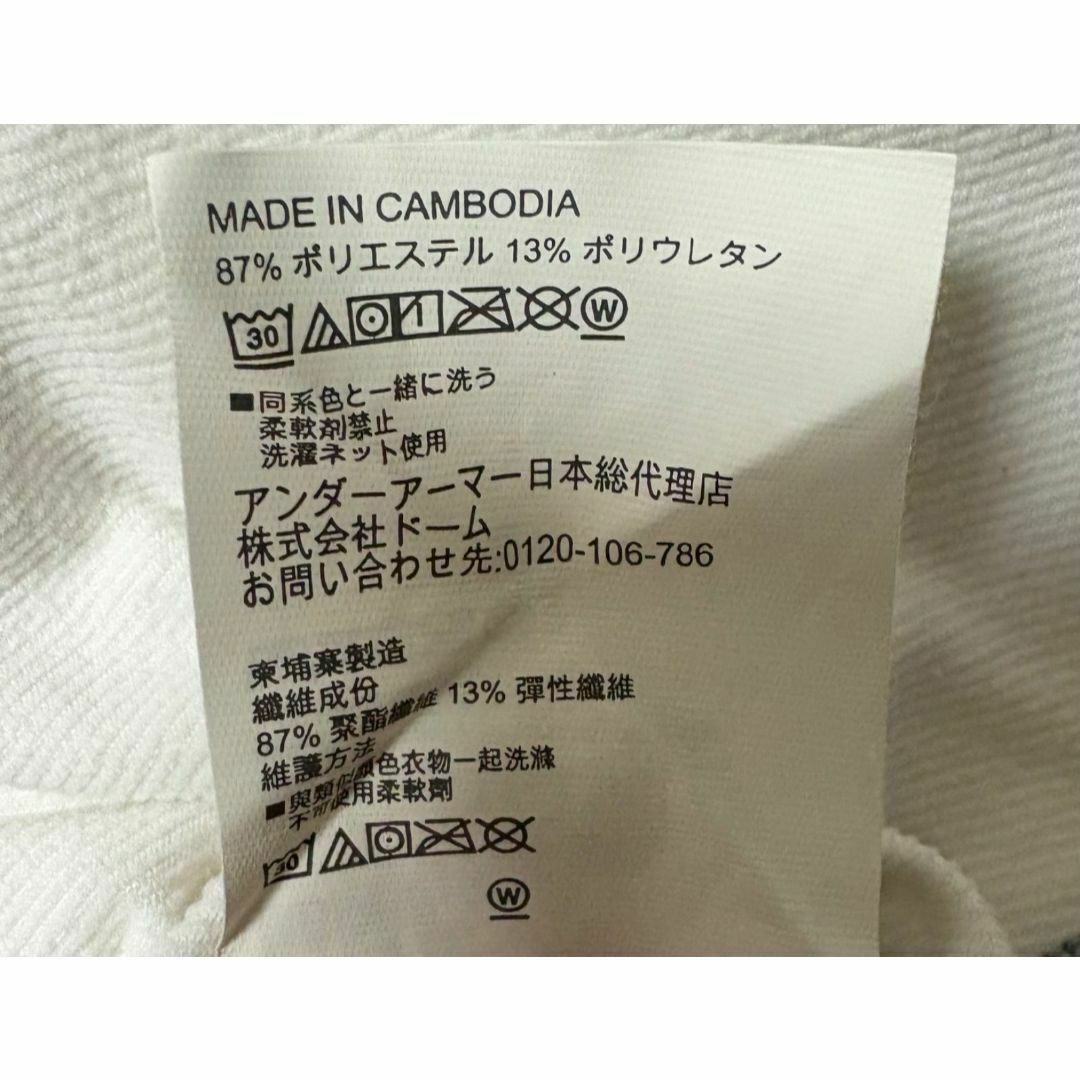 MADE IN CAMBODIA
87% ポリエステル 13% ポリウレタン
30 W
■同系色と一緒に洗う
柔軟剤禁止
洗濯ネット使用
アンダーアーマー日本総代理店
株式会社ドーム
お問い合わせ先:0120-106-786
柬埔寨製造
纖維成份
87% 聚酯纖維 13% 彈性纖維
維護方法
■與類似顏色衣物一起洗滌
不可使用柔軟劑
30
W